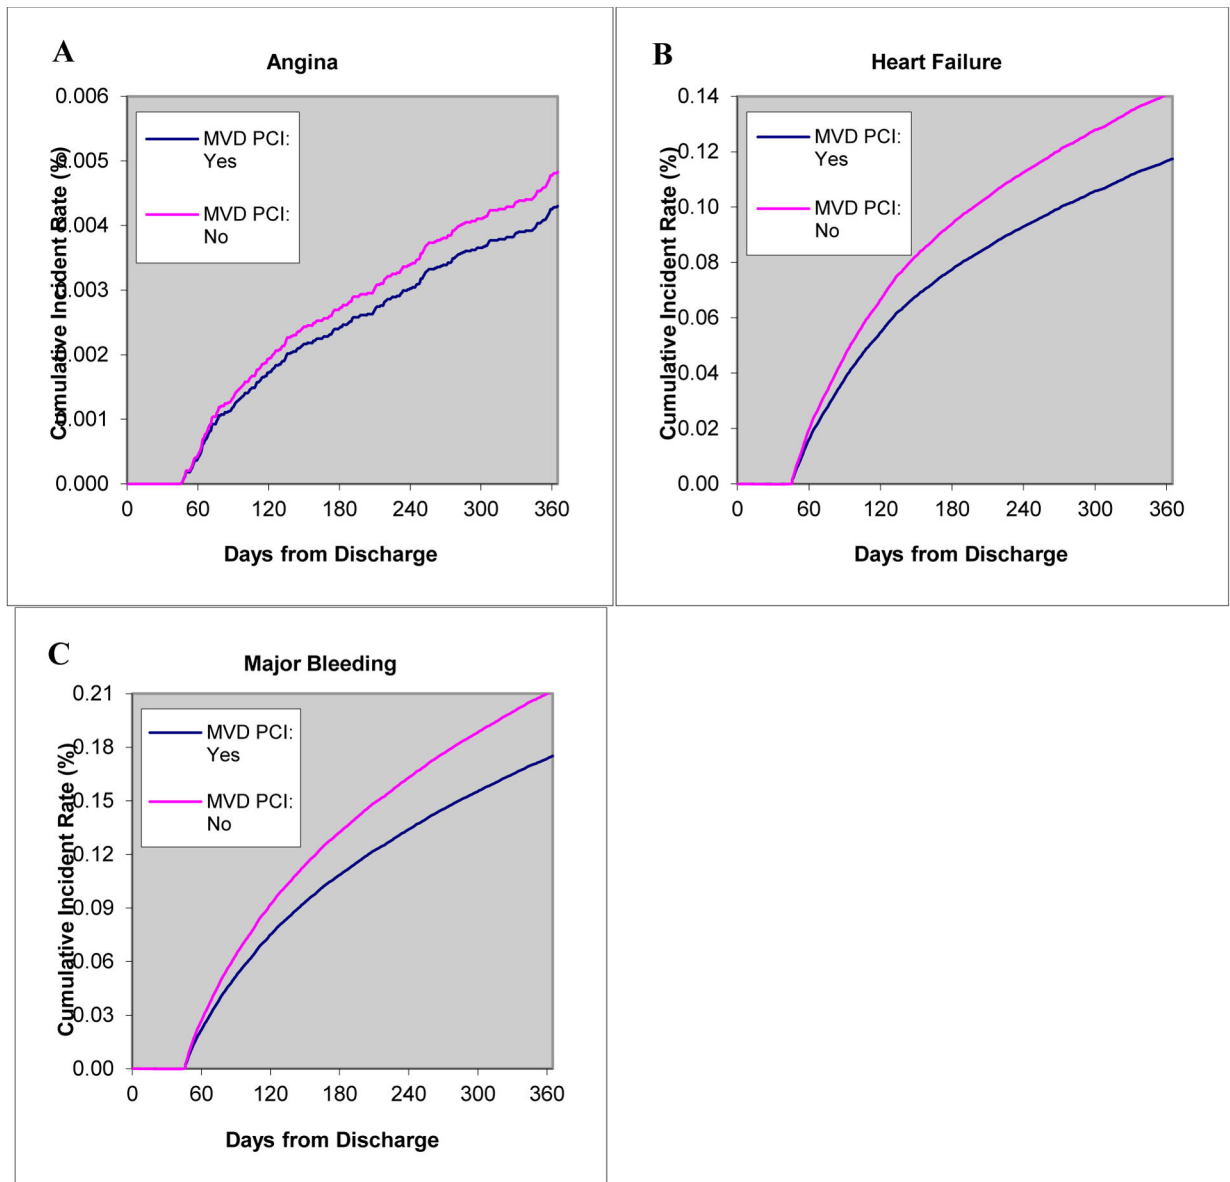 A
Angina
Cumulative Incident Rate (%)
0.006
0.005
0.004
0.003
0.002
0.001
0.000
MVD PCI:
Yes
MVD PCI:
No
0 60 120 180 240 300 360
Days from Discharge
B
Heart Failure
Cumulative Incident Rate (%)
0.14
0.12
0.10
0.08
0.06
0.04
0.02
0.00
MVD PCI:
Yes
MVD PCI:
No
0 60 120 180 240 300 360
Days from Discharge
C
Major Bleeding
Cumulative Incident Rate (%)
0.21
0.18
0.15
0.12
0.09
0.06
0.03
0.00
MVD PCI:
Yes
MVD PCI:
No
0 60 120 180 240 300 360
Days from Discharge